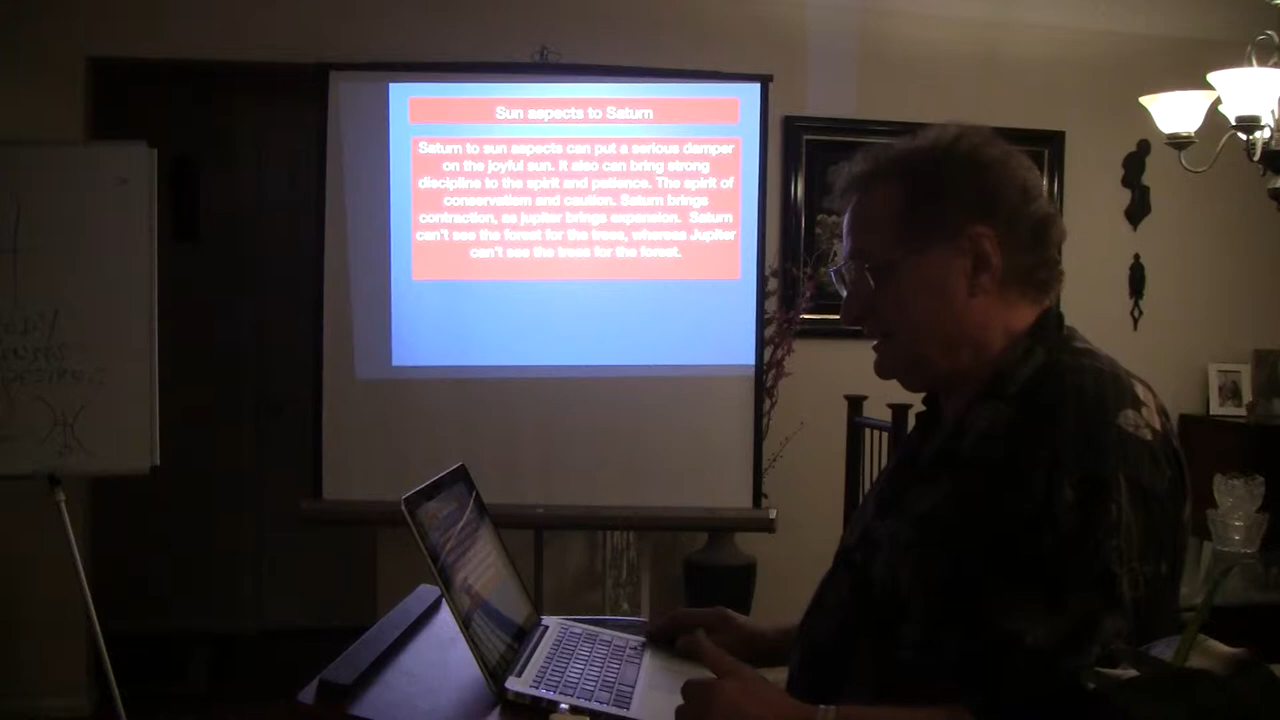 Sun aspects to Saturn
Saturn to sun aspects can put a serious damper
on the joyful sun. It also can bring strong
discipline to the spirit and patience. The spirit of
conservatism and caution. Saturn brings
contraction, as jupiter brings expansion.  Saturn
can't see the forest for the trees, whereas Jupiter
can't see the trees for the forest.